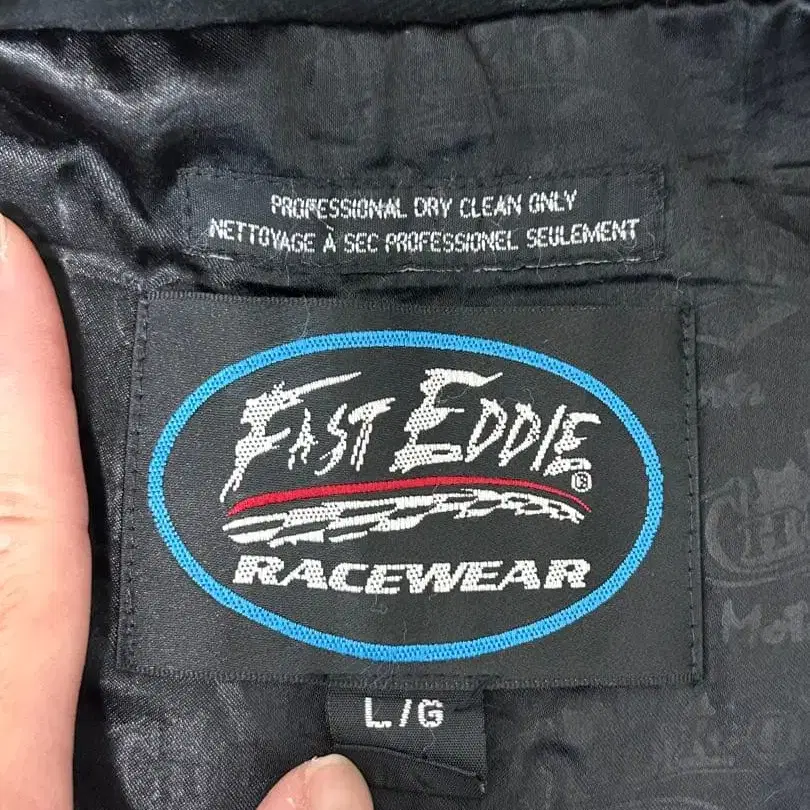 PROFESSIONAL DRY CLEAN ONLY
NETTOYAGE À SEC PROFESSIONEL SEULEMENT
FAST EDDIE®
RACEWEAR
L/G